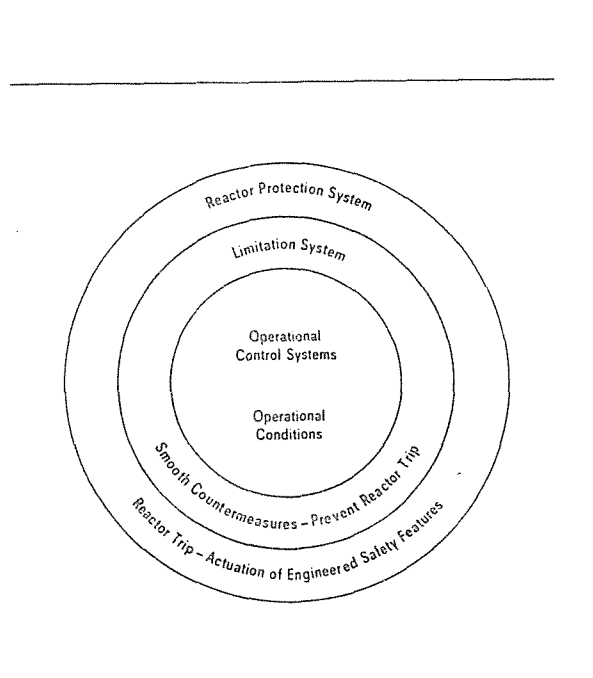 Reactor Protection System
Limitation System
Operational
Control Systems
Operational
Conditions
Smooth Countermeasures – Prevent Reactor Trip
Reactor Trip – Actuation of Engineered Safety Features